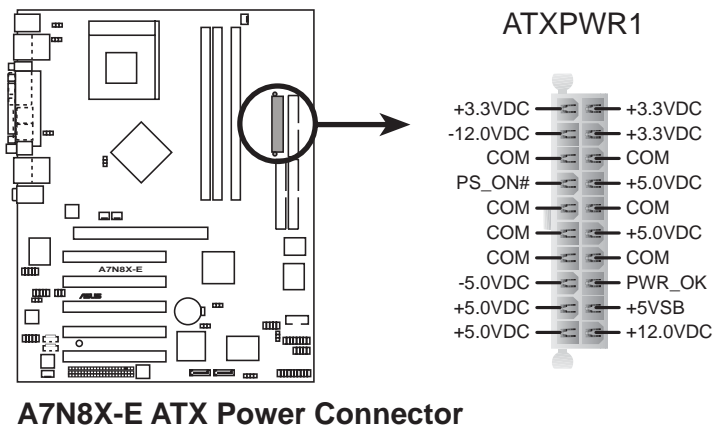 ATXPWR1
+3.3VDC +3.3VDC
-12.0VDC +3.3VDC
COM COM
PS_ON# +5.0VDC
COM COM
COM +5.0VDC
COM COM
-5.0VDC PWR_OK
+5.0VDC +5VSB
+5.0VDC +12.0VDC
A7N8X-E
ASUS
A7N8X-E ATX Power Connector